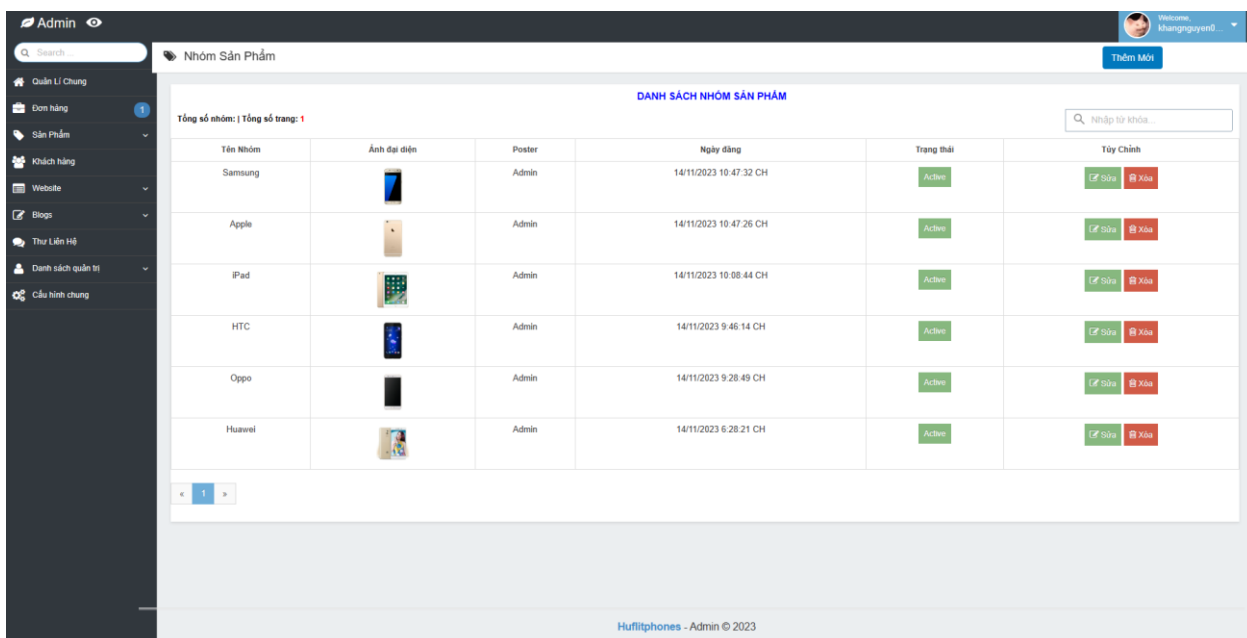 Admin
Welcome,
khangnguyen0...
Search ...
Nhóm Sản Phẩm
Thêm Mới
Quản Lí Chung
Đơn hàng 1
Sản Phẩm
Khách hàng
Website
Blogs
Thư Liên Hệ
Danh sách quản trị
Cấu hình chung
DANH SÁCH NHÓM SẢN PHẨM
Tổng số nhóm: | Tổng số trang: 1
Nhập từ khóa...
Tên Nhóm Ảnh đại diện Poster Ngày đăng Trạng thái Tùy Chỉnh
Samsung Admin 14/11/2023 10:47:32 CH Active Sửa Xóa
Apple Admin 14/11/2023 10:47:26 CH Active Sửa Xóa
iPad Admin 14/11/2023 10:08:44 CH Active Sửa Xóa
HTC Admin 14/11/2023 9:46:14 CH Active Sửa Xóa
Oppo Admin 14/11/2023 9:28:49 CH Active Sửa Xóa
Huawei Admin 14/11/2023 6:28:21 CH Active Sửa Xóa
« 1 »
Huflitphones - Admin © 2023